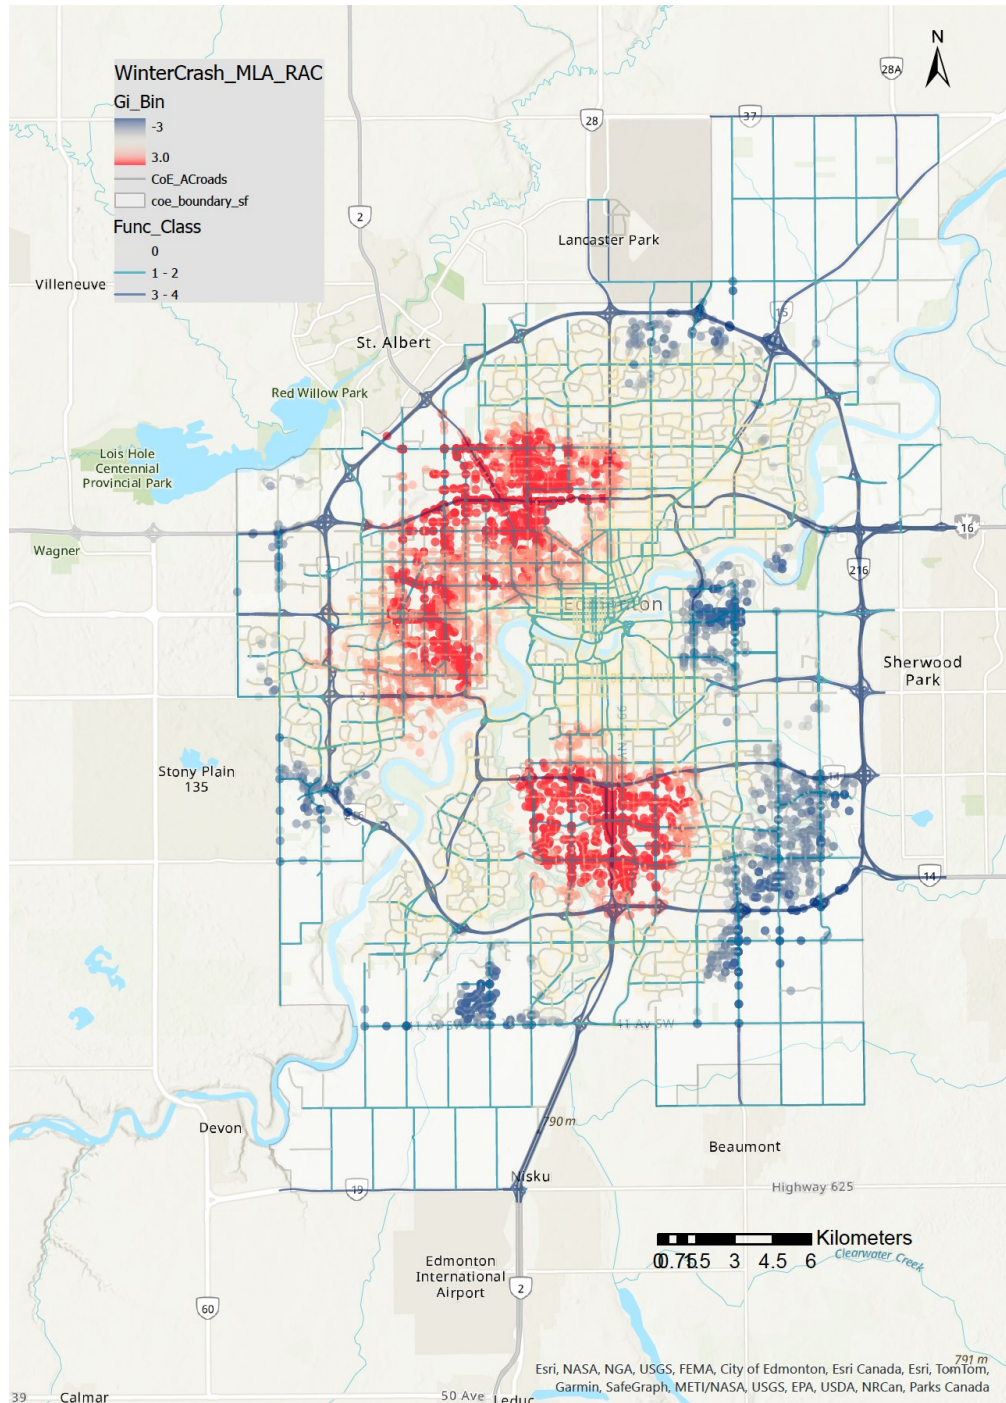 N
28A
WinterCrash_MLA_RAC
Gi_Bin
-3
3.0
CoE_ACroads
coe_boundary_sf
Func_Class
0
1 - 2
3 - 4
37
28
2
Lancaster Park
Villeneuve
15
St. Albert
Red Willow Park
Lois Hole
Centennial
Provincial Park
16
Wagner
216
Edmonton
Sherwood
Park
Stony Plain
135
14
41 Av SW
41 Av SW
790 m
Devon
Beaumont
Nisku
19
Highway 625
Kilometers
0 0.75 1.5 3 4.5 6
Clearwater Creek
Edmonton
International
Airport
2
60
791 m
Esri, NASA, NGA, USGS, FEMA, City of Edmonton, Esri Canada, Esri, TomTom,
Garmin, SafeGraph, METI/NASA, USGS, EPA, USDA, NRCan, Parks Canada
39
Calmar
50 Ave
Leduc